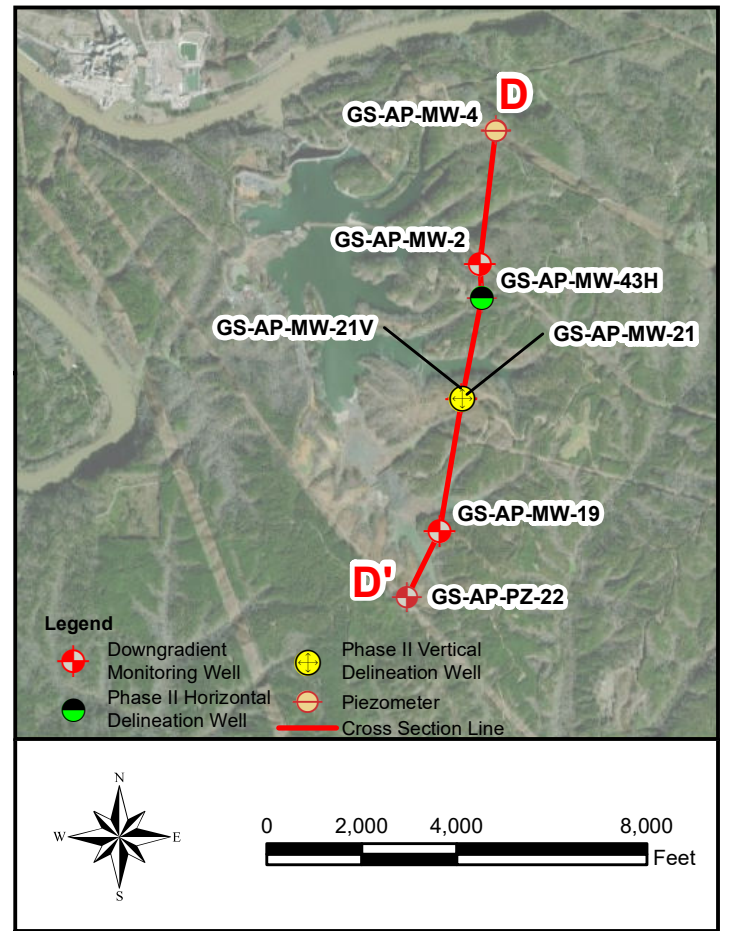 D
GS-AP-MW-4
GS-AP-MW-2
GS-AP-MW-43H
GS-AP-MW-21V
GS-AP-MW-21
GS-AP-MW-19
D'
GS-AP-PZ-22
Legend
Downgradient
Monitoring Well
Phase II Horizontal
Delineation Well
Phase II Vertical
Delineation Well
Piezometer
Cross Section Line
N
W E
S
0 2,000 4,000 8,000
Feet